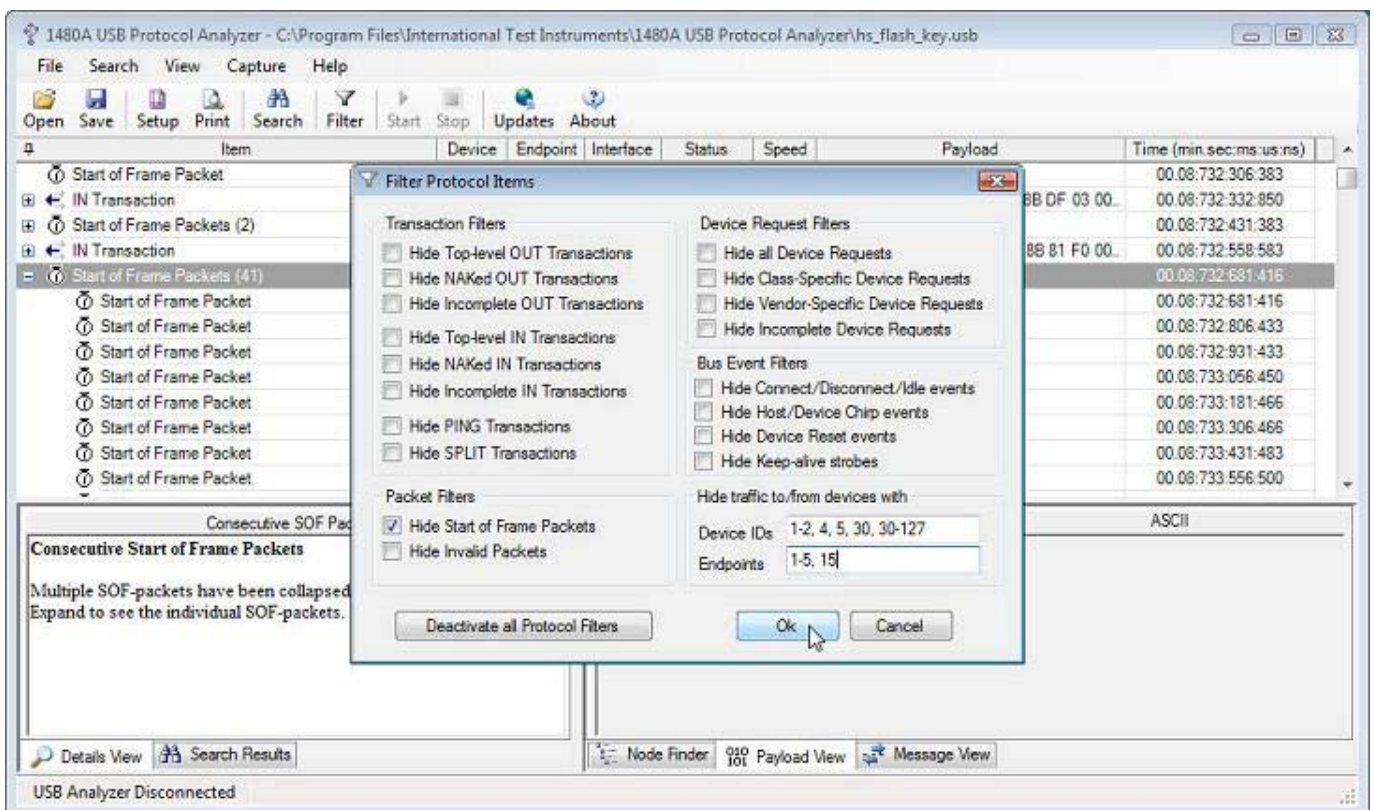 1480A USB Protocol Analyzer - C:\Program Files\International Test Instruments\1480A USB Protocol Analyzer\hs_flash_key.usb
File Search View Capture Help
Open Save Setup Print Search Filter Start Stop Updates About
Item Device Endpoint Interface Status Speed Payload Time (min.sec:ms:us:ns)
Start of Frame Packet 00.08:732:306:383
IN Transaction 8B DF 03 00... 00.08:732:332:850
Start of Frame Packets (2) 00.08:732:431:383
IN Transaction 8B 81 F0 00... 00.08:732:558:583
Start of Frame Packets (41) 00.08:732:681:416
Start of Frame Packet 00.08:732:681:416
Start of Frame Packet 00.08:732:806:433
Start of Frame Packet 00.08:732:931:433
Start of Frame Packet 00.08:733:056:450
Start of Frame Packet 00.08:733:181:466
Start of Frame Packet 00.08:733:306:466
Start of Frame Packet 00.08:733:431:483
Start of Frame Packet 00.08:733:556:500
Filter Protocol Items
Transaction Filters
Hide Top-level OUT Transactions
Hide NAKed OUT Transactions
Hide Incomplete OUT Transactions
Hide Top-level IN Transactions
Hide NAKed IN Transactions
Hide Incomplete IN Transactions
Hide PING Transactions
Hide SPLIT Transactions
Packet Filters
Hide Start of Frame Packets
Hide Invalid Packets
Device Request Filters
Hide all Device Requests
Hide Class-Specific Device Requests
Hide Vendor-Specific Device Requests
Hide Incomplete Device Requests
Bus Event Filters
Hide Connect/Disconnect/Idle events
Hide Host/Device Chirp events
Hide Device Reset events
Hide Keep-alive strobes
Hide traffic to/from devices with
Device IDs 1-2, 4, 5, 30, 30-127
Endpoints 1-5, 15
Deactivate all Protocol Filters Ok Cancel
Consecutive SOF Pac
Consecutive Start of Frame Packets
Multiple SOF-packets have been collapsed
Expand to see the individual SOF-packets.
ASCII
Details View Search Results
Node Finder Payload View Message View
USB Analyzer Disconnected